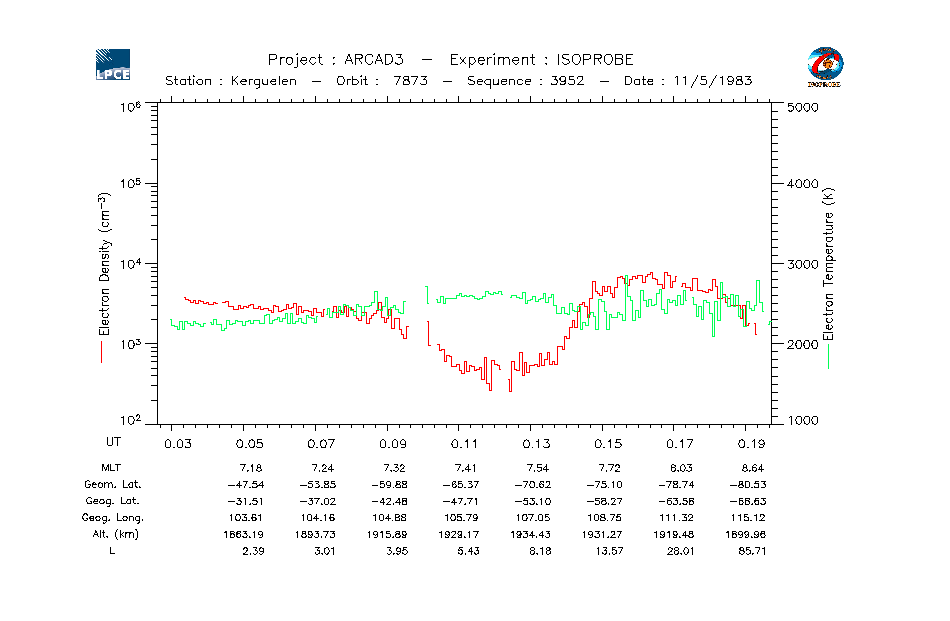 LPCE
Project : ARCAD3 – Experiment : ISOPROBE
ISOPROBE
Station : Kerguelen – Orbit : 7873 – Sequence : 3952 – Date : 11/5/1983
10⁶
10⁵
10⁴
10³
10²
Electron Density (cm⁻³)
5000
4000
3000
2000
1000
Electron Temperature (K)
UT 0.03 0.05 0.07 0.09 0.11 0.13 0.15 0.17 0.19
MLT 7.18 7.24 7.32 7.41 7.54 7.72 8.03 8.64
Geom. Lat. −47.54 −53.85 −59.88 −65.37 −70.62 −75.10 −78.74 −80.53
Geog. Lat. −31.51 −37.02 −42.48 −47.71 −53.10 −58.27 −63.56 −68.63
Geog. Long. 103.61 104.16 104.88 105.79 107.05 108.75 111.32 115.12
Alt. (km) 1863.19 1893.73 1915.89 1929.17 1934.43 1931.27 1919.48 1899.96
L 2.39 3.01 3.95 5.43 8.18 13.57 28.01 85.71